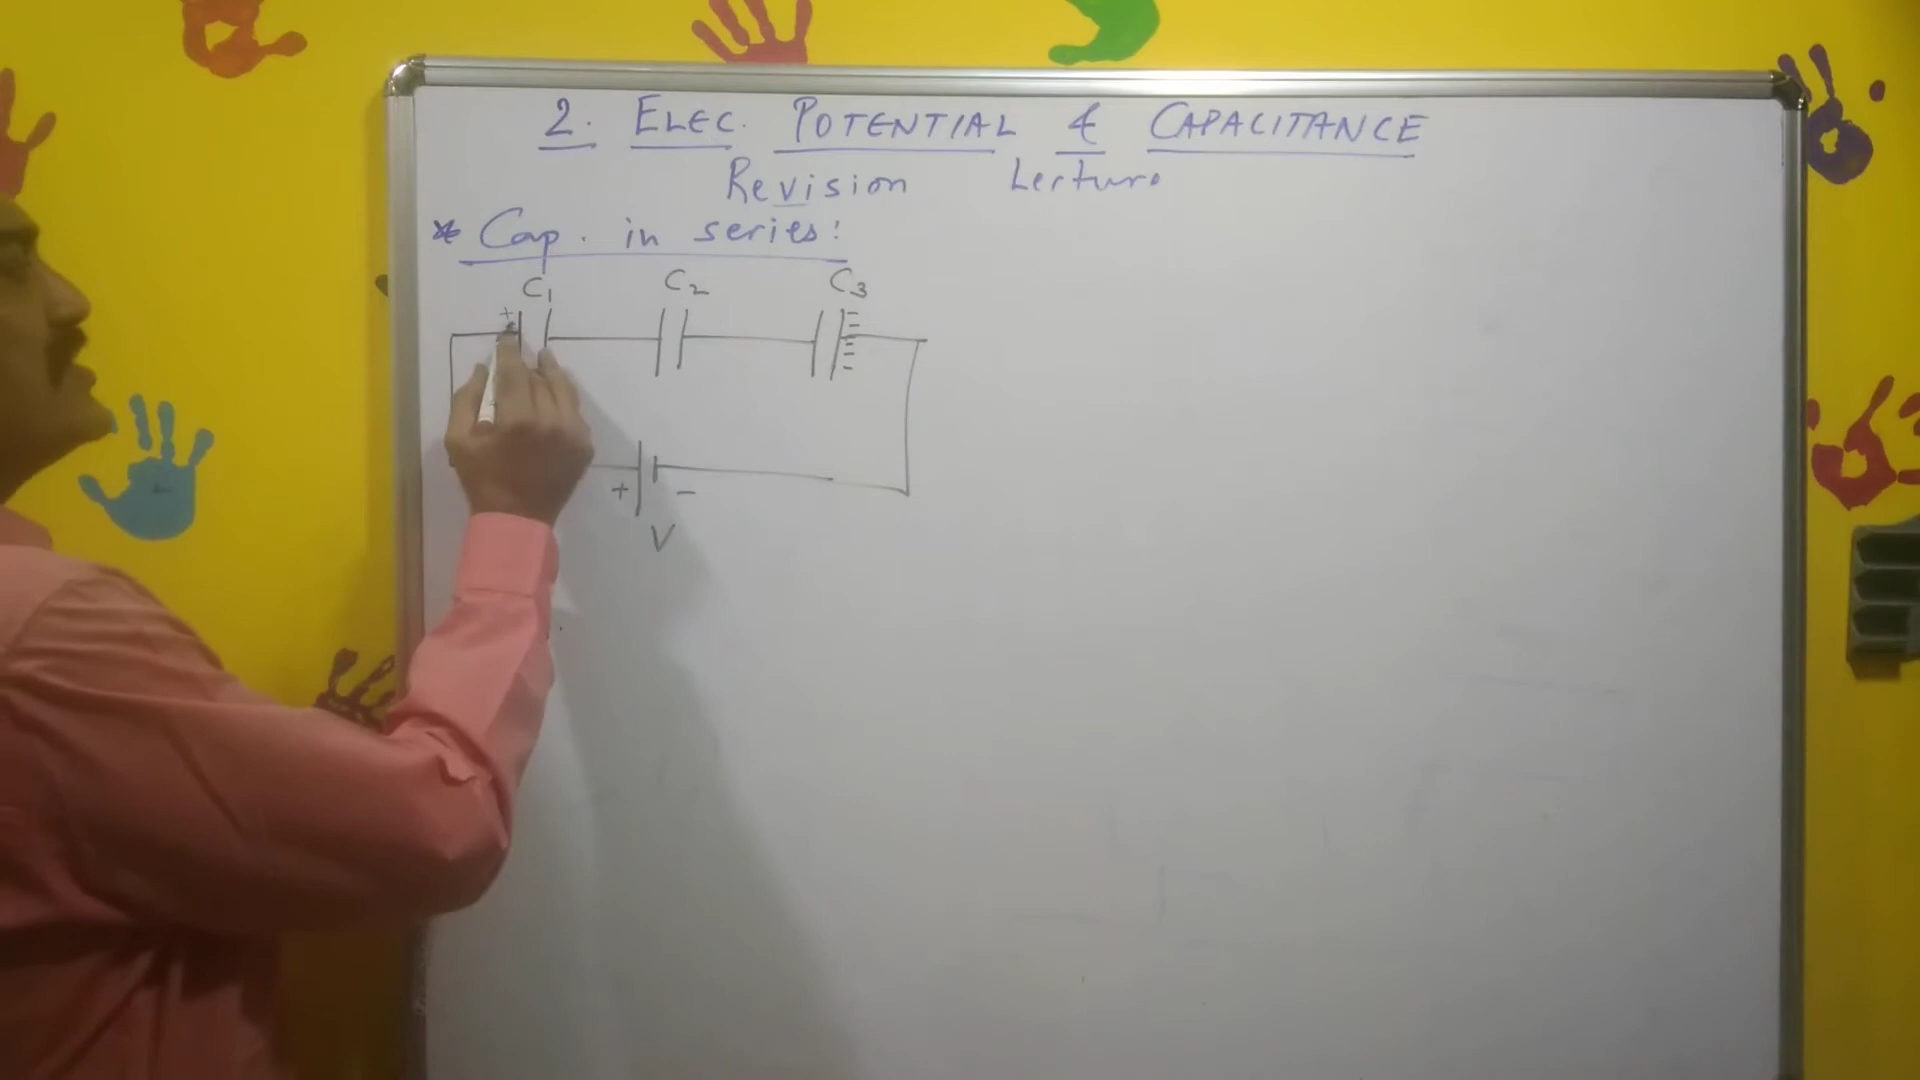 2. ELEC. POTENTIAL & CAPACITANCE
Revision Lecture
* Cap. in series:
C1 C2 C3
+
+ -
V